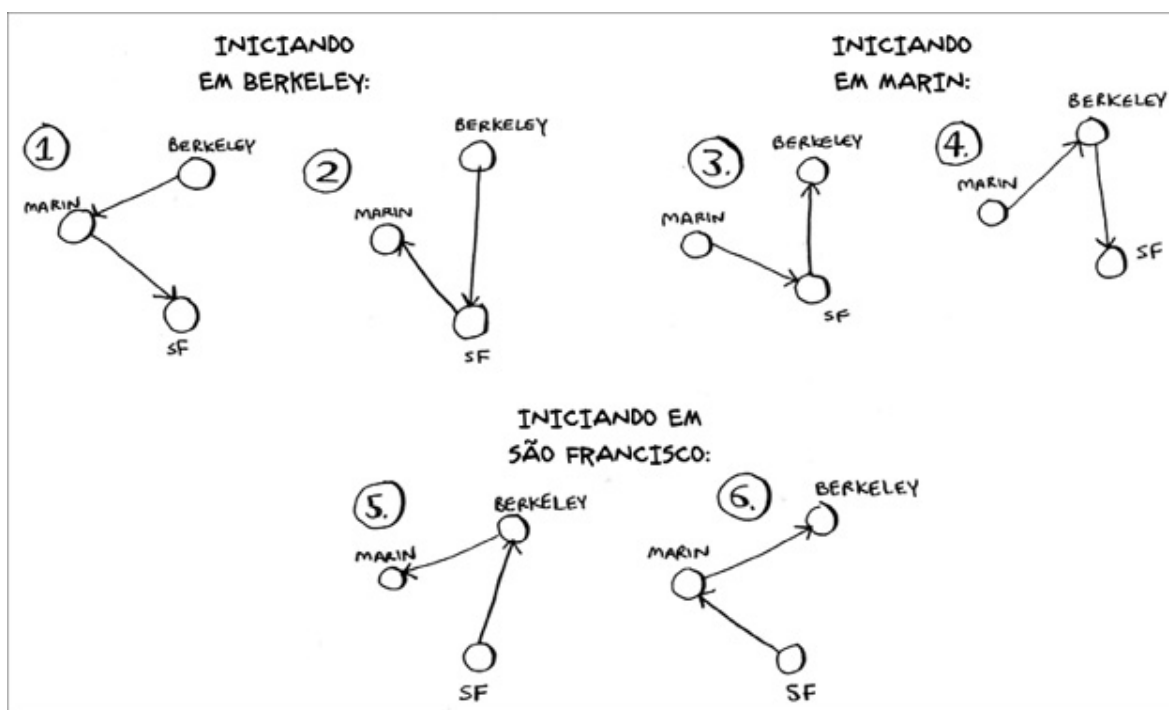 INICIANDO
EM BERKELEY:
1
BERKELEY
MARIN
SF
2
BERKELEY
MARIN
SF
INICIANDO
EM MARIN:
3.
BERKELEY
MARIN
SF
4.
BERKELEY
MARIN
SF
INICIANDO EM
SÃO FRANCISCO:
5.
BERKELEY
MARIN
SF
6.
BERKELEY
MARIN
SF